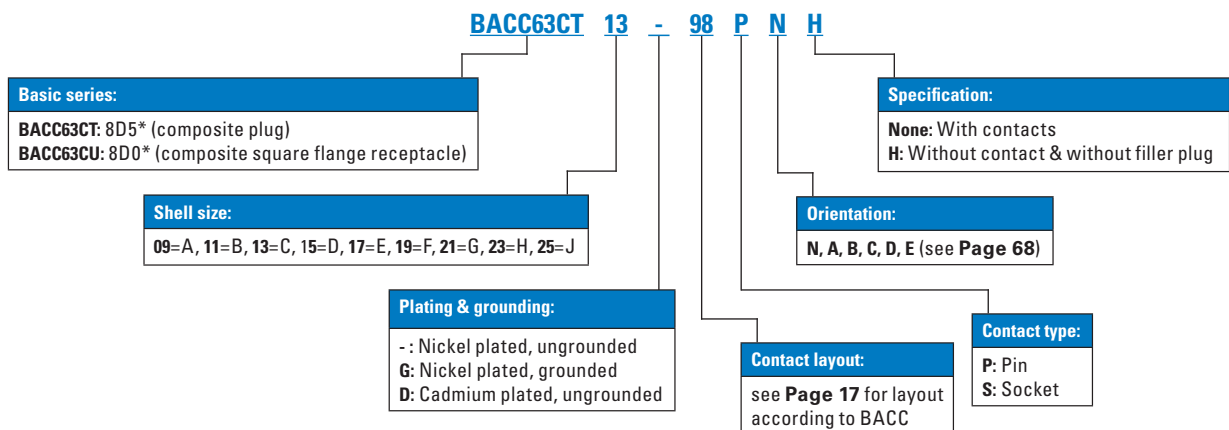 BACC63CT 13 - 98 P N H
Basic series:
BACC63CT: 8D5* (composite plug)
BACC63CU: 8D0* (composite square flange receptacle)
Specification:
None: With contacts
H: Without contact & without filler plug
Shell size:
09=A, 11=B, 13=C, 15=D, 17=E, 19=F, 21=G, 23=H, 25=J
Orientation:
N, A, B, C, D, E (see Page 68)
Plating & grounding:
- : Nickel plated, ungrounded
G: Nickel plated, grounded
D: Cadmium plated, ungrounded
Contact layout:
see Page 17 for layout
according to BACC
Contact type:
P: Pin
S: Socket